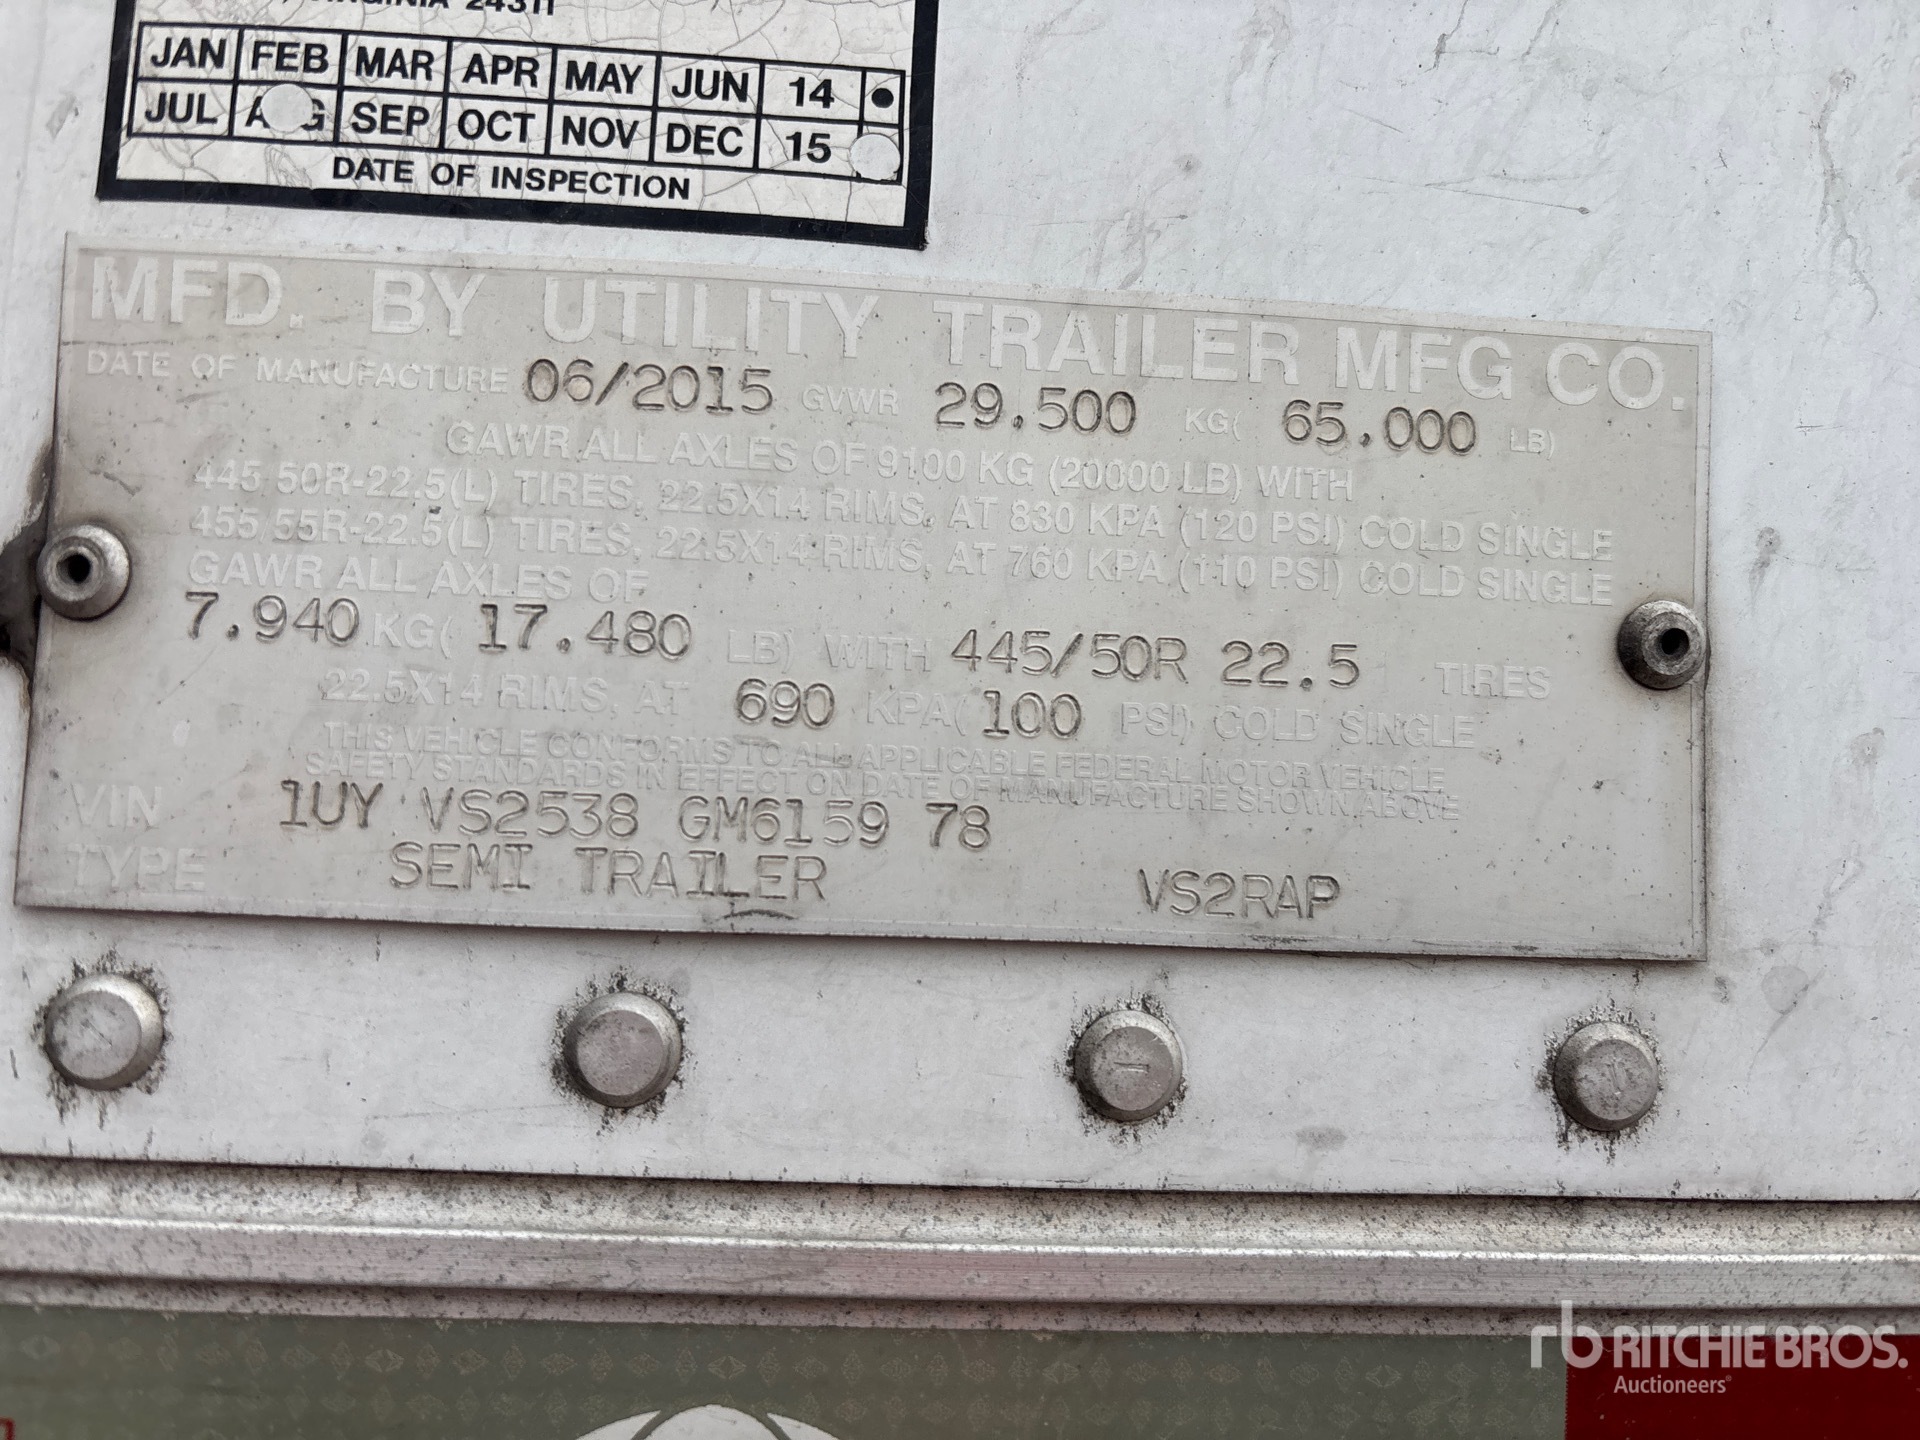 VIRGINIA 24311
JAN FEB MAR APR MAY JUN 14
JUL AUG SEP OCT NOV DEC 15
DATE OF INSPECTION
MFD. BY UTILITY TRAILER MFG CO.
DATE OF MANUFACTURE 06/2015 GVWR 29.500 KG( 65.000 LB)
GAWR ALL AXLES OF 9100 KG (20000 LB) WITH
445 50R-22.5(L) TIRES, 22.5X14 RIMS, AT 830 KPA (120 PSI) COLD SINGLE
455/55R-22.5(L) TIRES, 22.5X14 RIMS, AT 760 KPA (110 PSI) COLD SINGLE
GAWR ALL AXLES OF
7.940 KG( 17.480 LB) WITH 445/50R 22.5 TIRES
22.5X14 RIMS, AT 690 KPA( 100 PSI) COLD SINGLE
THIS VEHICLE CONFORMS TO ALL APPLICABLE FEDERAL MOTOR VEHICLE
SAFETY STANDARDS IN EFFECT ON DATE OF MANUFACTURE SHOWN ABOVE
VIN 1UY VS2538 GM6159 78
TYPE SEMI TRAILER VS2RAP
rb RITCHIE BROS.
Auctioneers